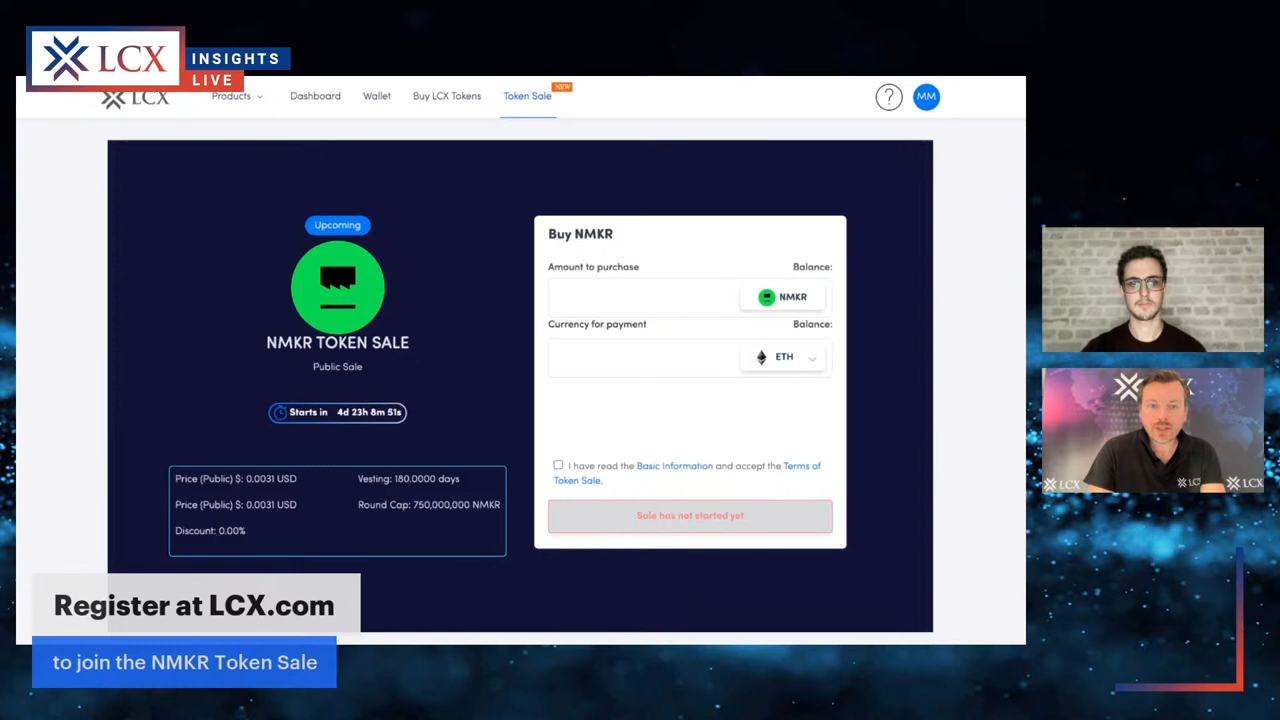 LCX
INSIGHTS
LIVE
LCX
Products
Dashboard
Wallet
Buy LCX Tokens
Token Sale
NEW
?
MM
Upcoming
NMKR TOKEN SALE
Public Sale
Starts in 4d 23h 8m 51s
Price (Public) $: 0.0031 USD
Vesting: 180.0000 days
Price (Public) $: 0.0031 USD
Round Cap: 750,000,000 NMKR
Discount: 0.00%
Buy NMKR
Amount to purchase
Balance:
NMKR
Currency for payment
Balance:
ETH
I have read the Basic Information and accept the Terms of
Token Sale.
Sale has not started yet
LCX
LCX
LCX
Register at LCX.com
to join the NMKR Token Sale